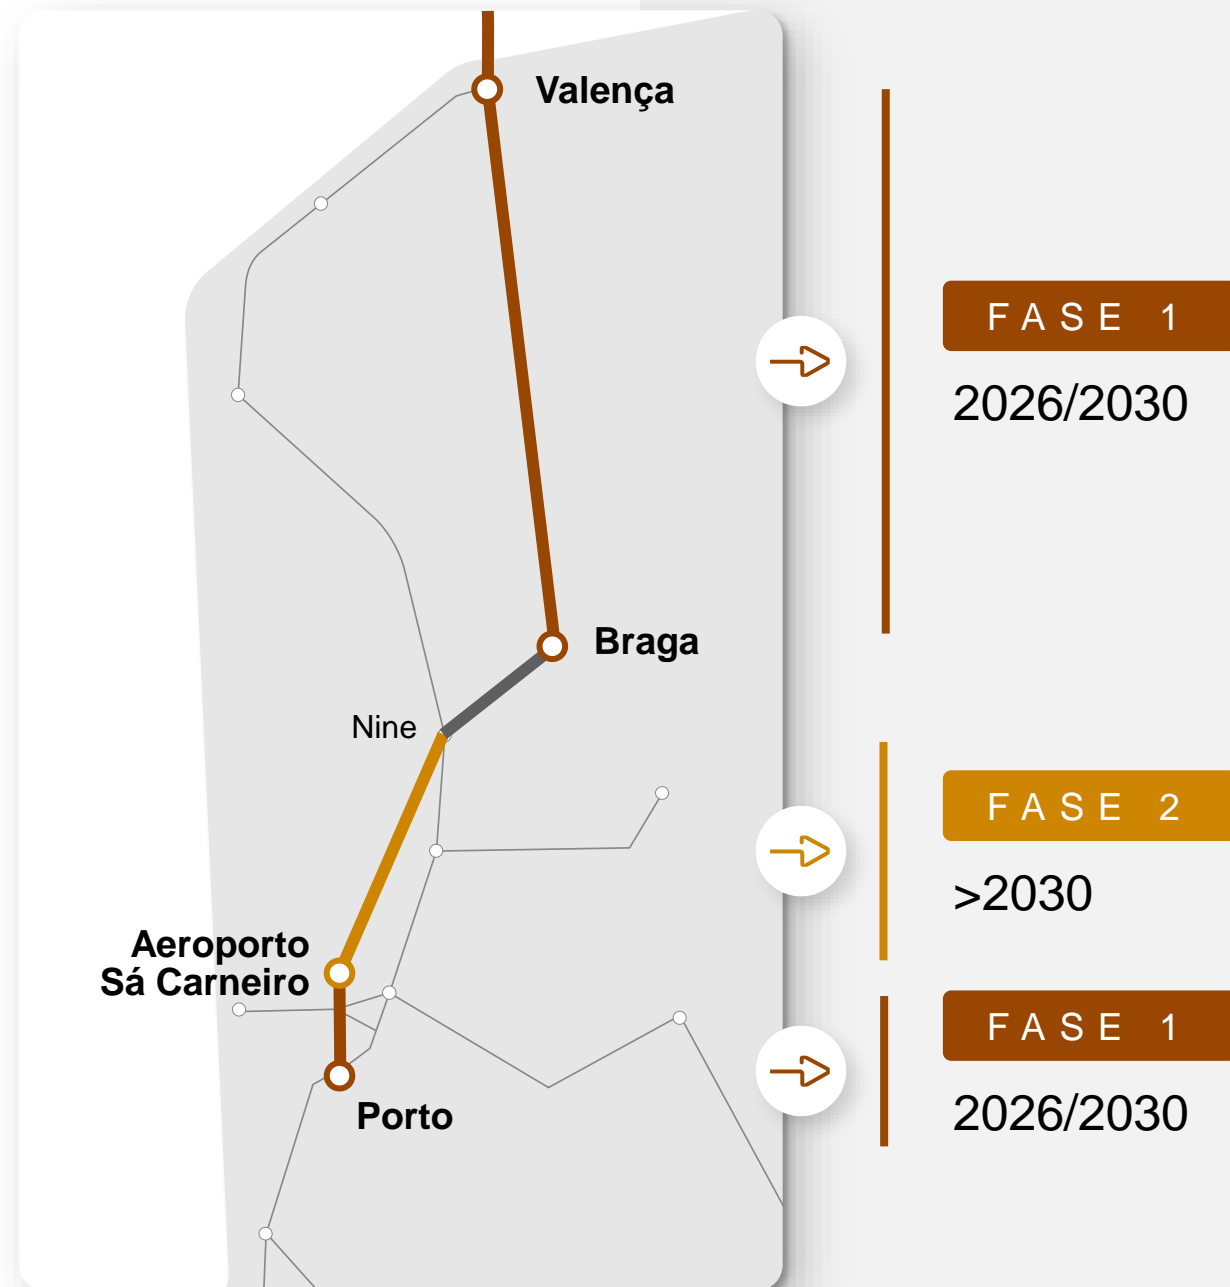 Valença
FASE 1
2026/2030
Braga
Nine
FASE 2
>2030
Aeroporto
Sá Carneiro
FASE 1
2026/2030
Porto